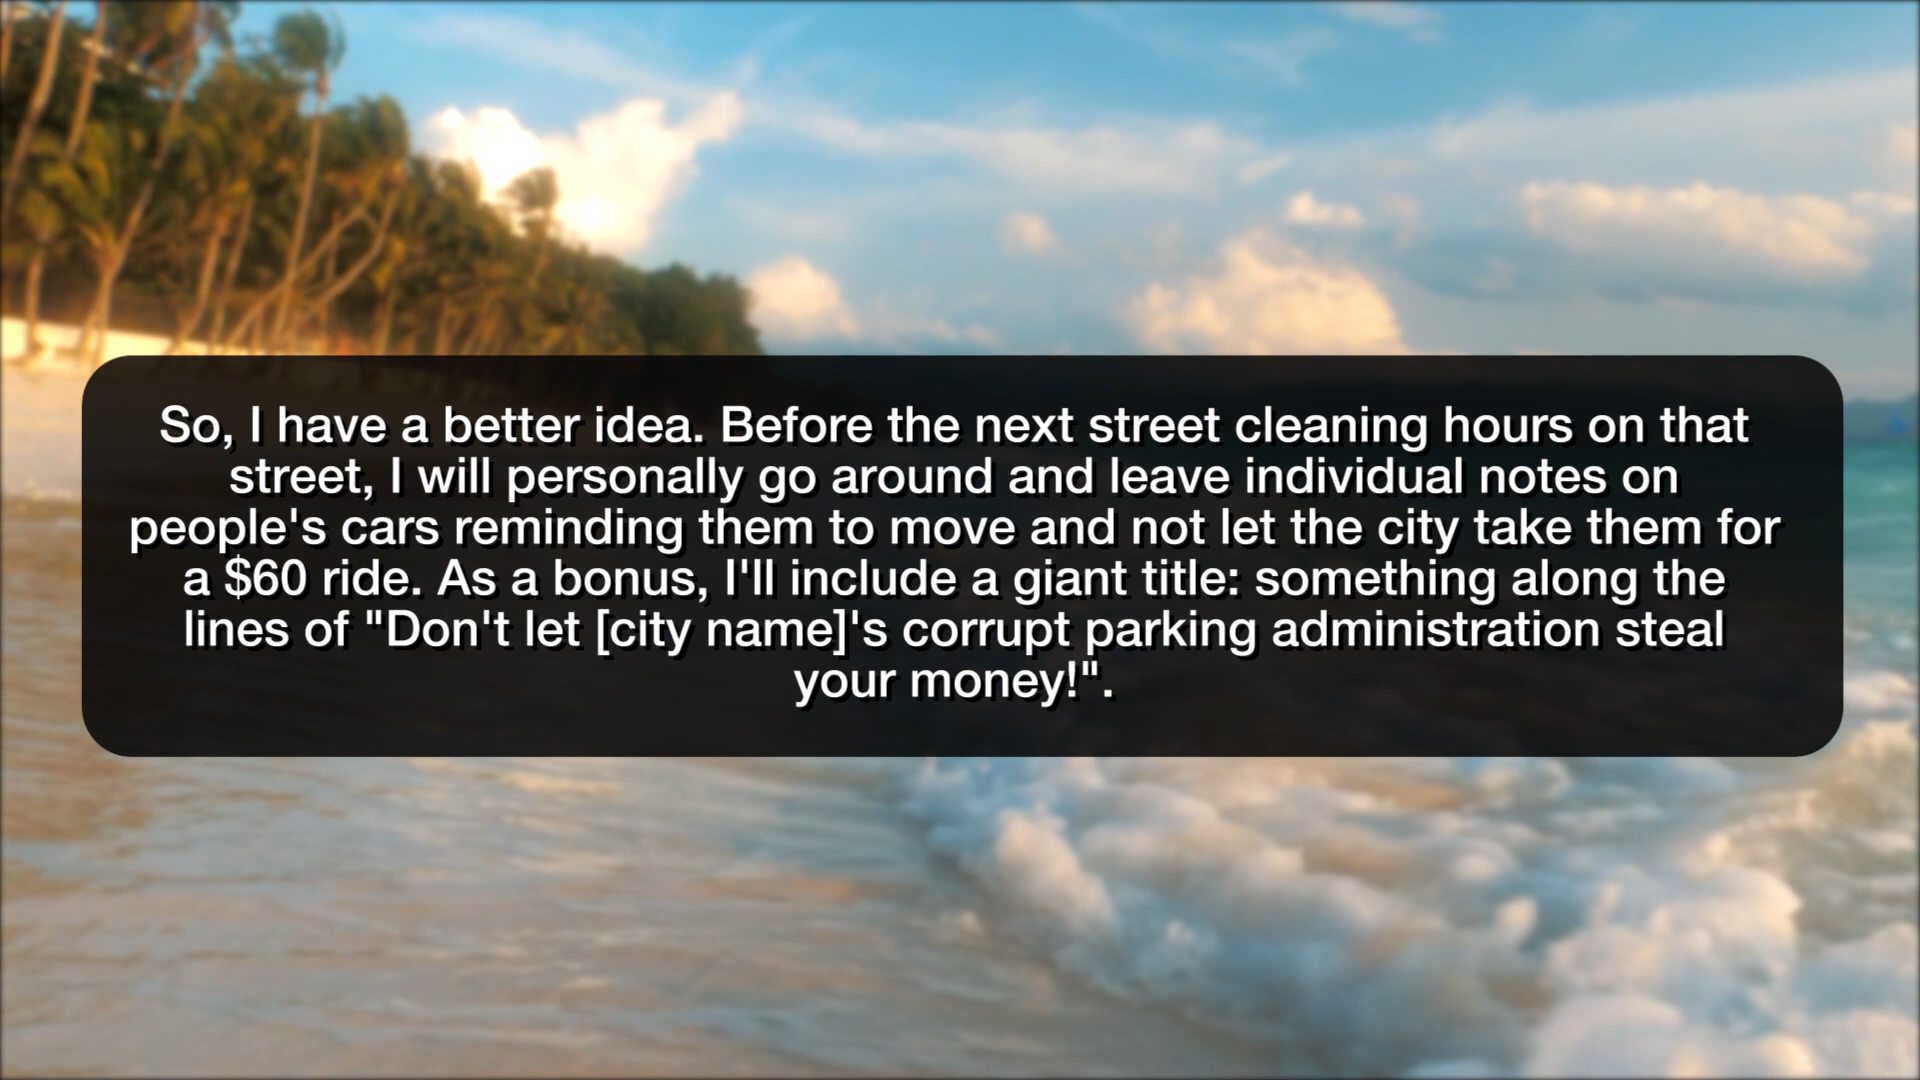 So, I have a better idea. Before the next street cleaning hours on that
street, I will personally go around and leave individual notes on
people's cars reminding them to move and not let the city take them for
a $60 ride. As a bonus, I'll include a giant title: something along the
lines of "Don't let [city name]'s corrupt parking administration steal
your money!".